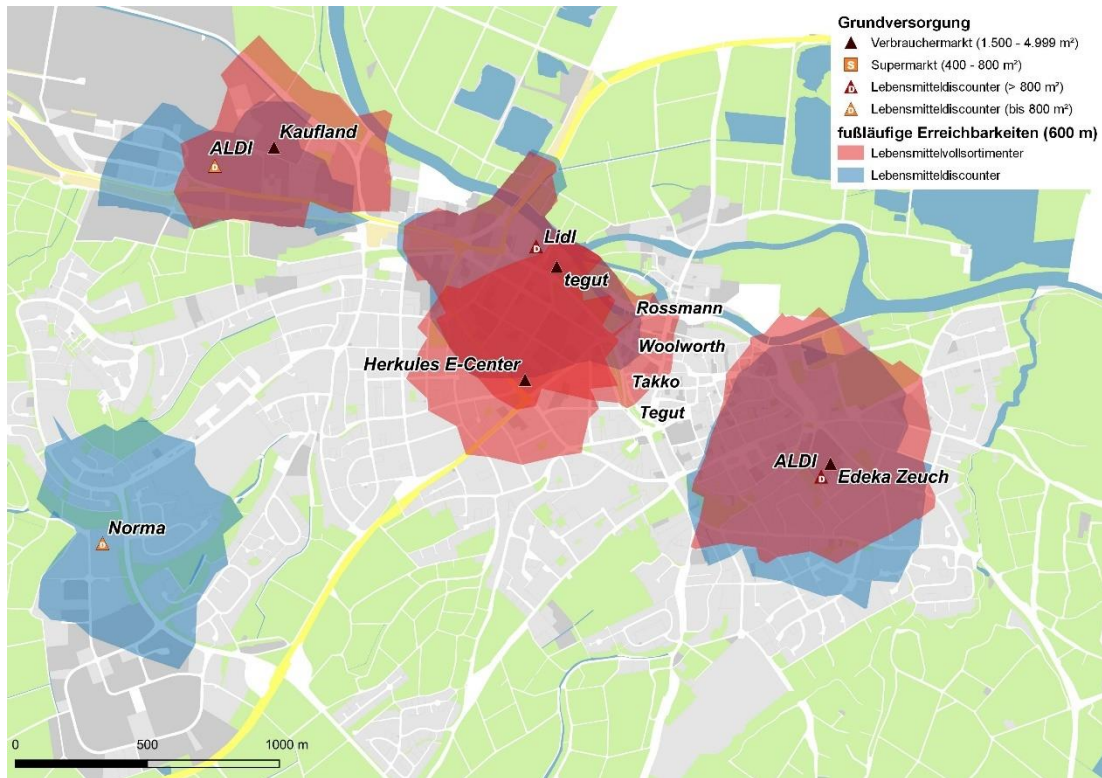 Grundversorgung
Verbrauchermarkt (1.500 - 4.999 m²)
S Supermarkt (400 - 800 m²)
D Lebensmitteldiscounter (> 800 m²)
D Lebensmitteldiscounter (bis 800 m²)
fußläufige Erreichbarkeiten (600 m)
Lebensmittelvollsortimenter
Lebensmitteldiscounter
Kaufland
ALDI
D
Lidl
D
tegut
Rossmann
Woolworth
Herkules E-Center
Takko
Tegut
ALDI
Edeka Zeuch
D
Norma
D
0 500 1000 m